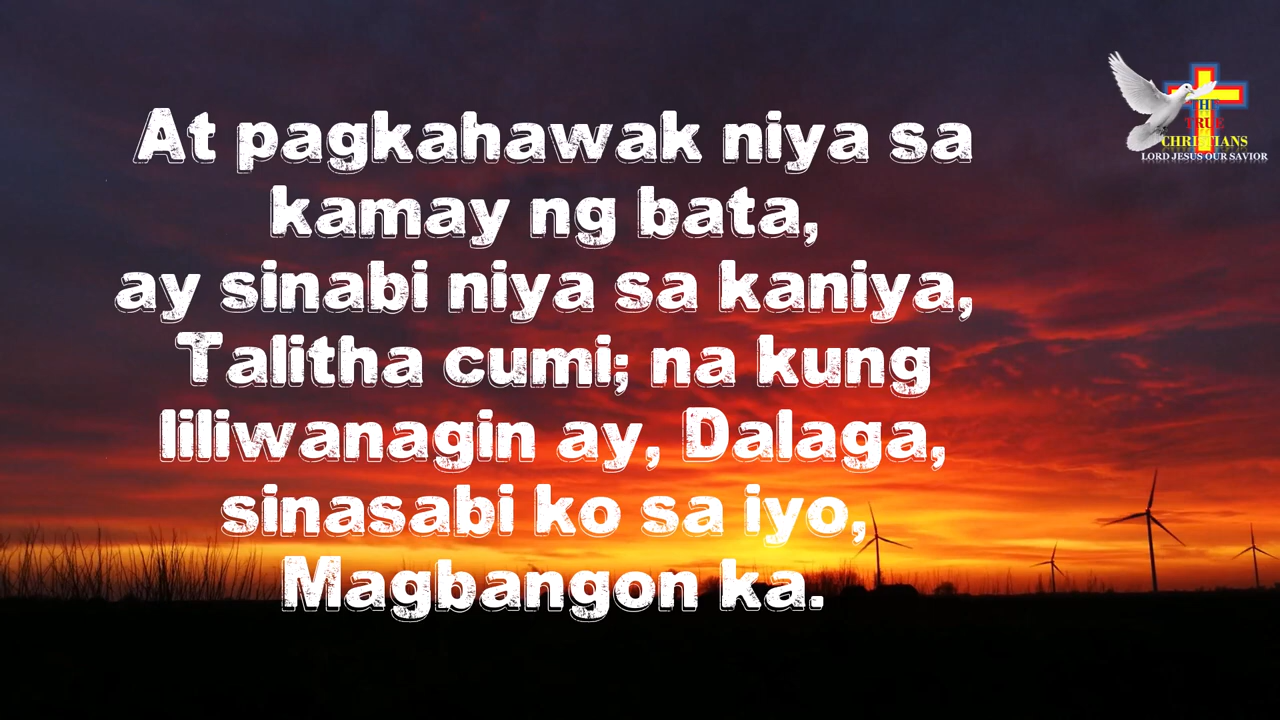 At pagkahawak niya sa
kamay ng bata,
ay sinabi niya sa kaniya,
Talitha cumi; na kung
liliwanagin ay, Dalaga,
sinasabi ko sa iyo,
Magbangon ka.
THE
TRUE
CHRISTIANS
LORD JESUS OUR SAVIOR